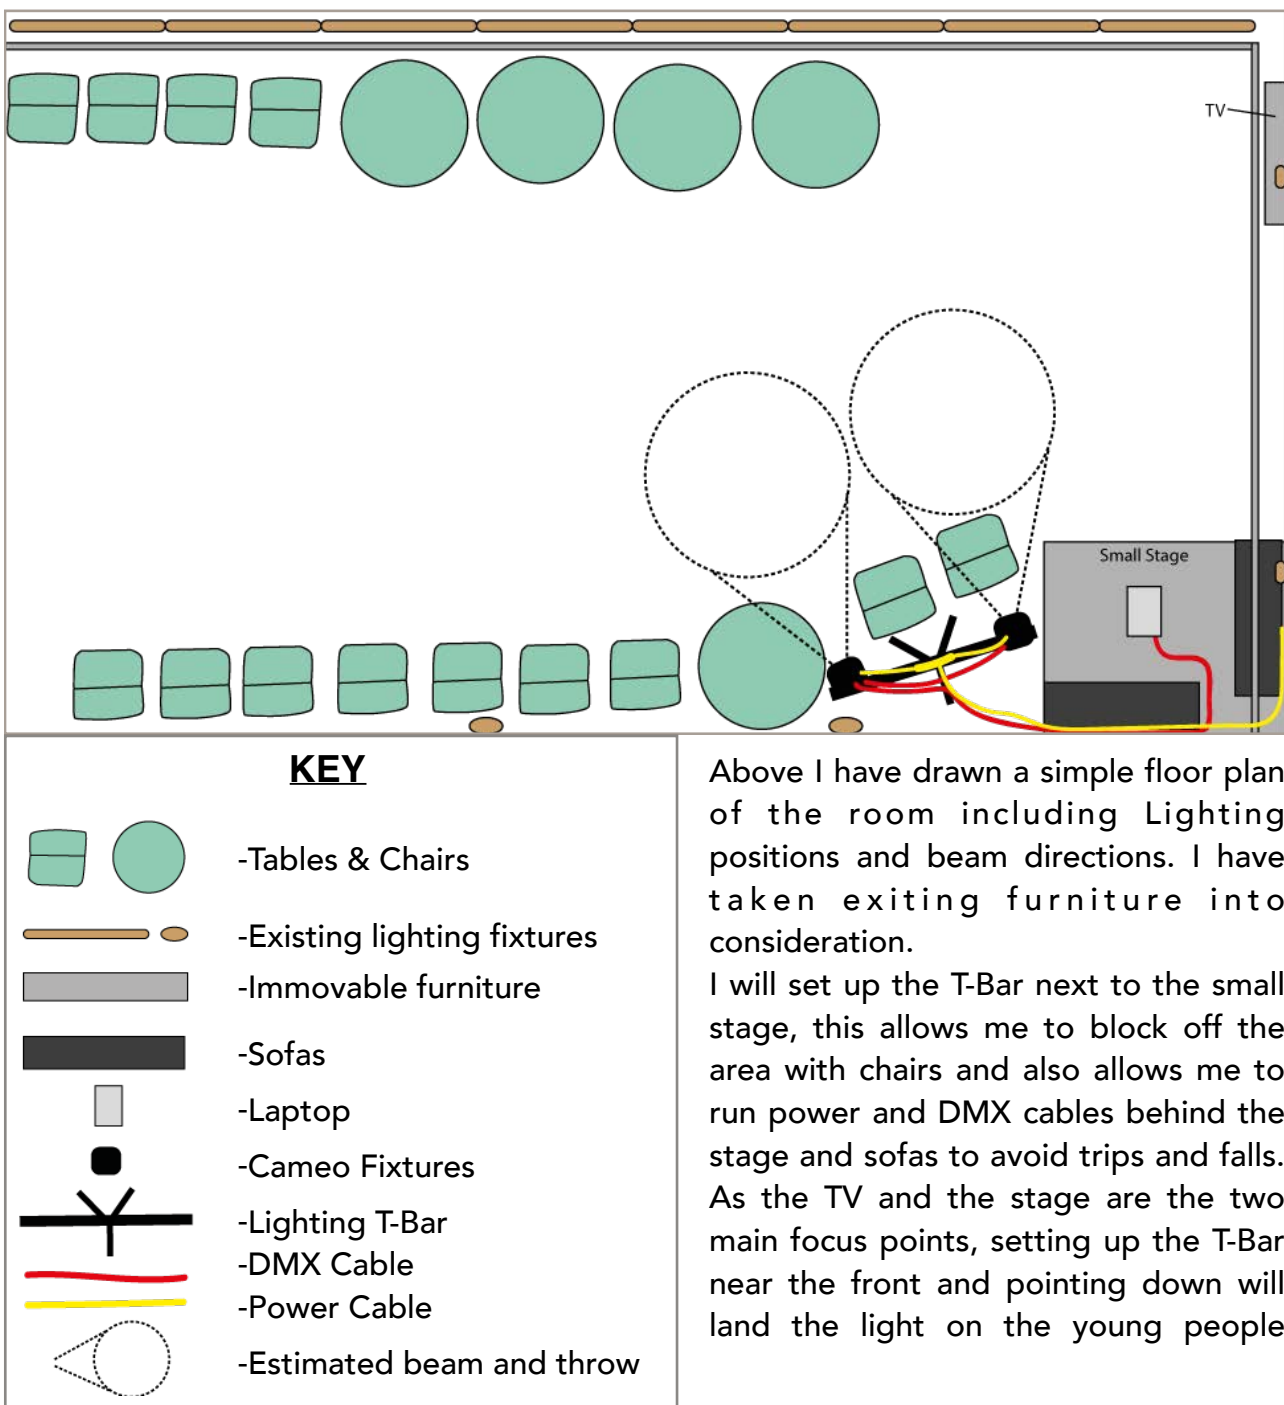 TV
Small Stage
KEY
-Tables & Chairs
-Existing lighting fixtures
-Immovable furniture
-Sofas
-Laptop
-Cameo Fixtures
-Lighting T-Bar
-DMX Cable
-Power Cable
-Estimated beam and throw
Above I have drawn a simple floor plan
of the room including Lighting
positions and beam directions. I have
taken exiting furniture into
consideration.
I will set up the T-Bar next to the small
stage, this allows me to block off the
area with chairs and also allows me to
run power and DMX cables behind the
stage and sofas to avoid trips and falls.
As the TV and the stage are the two
main focus points, setting up the T-Bar
near the front and pointing down will
land the light on the young people